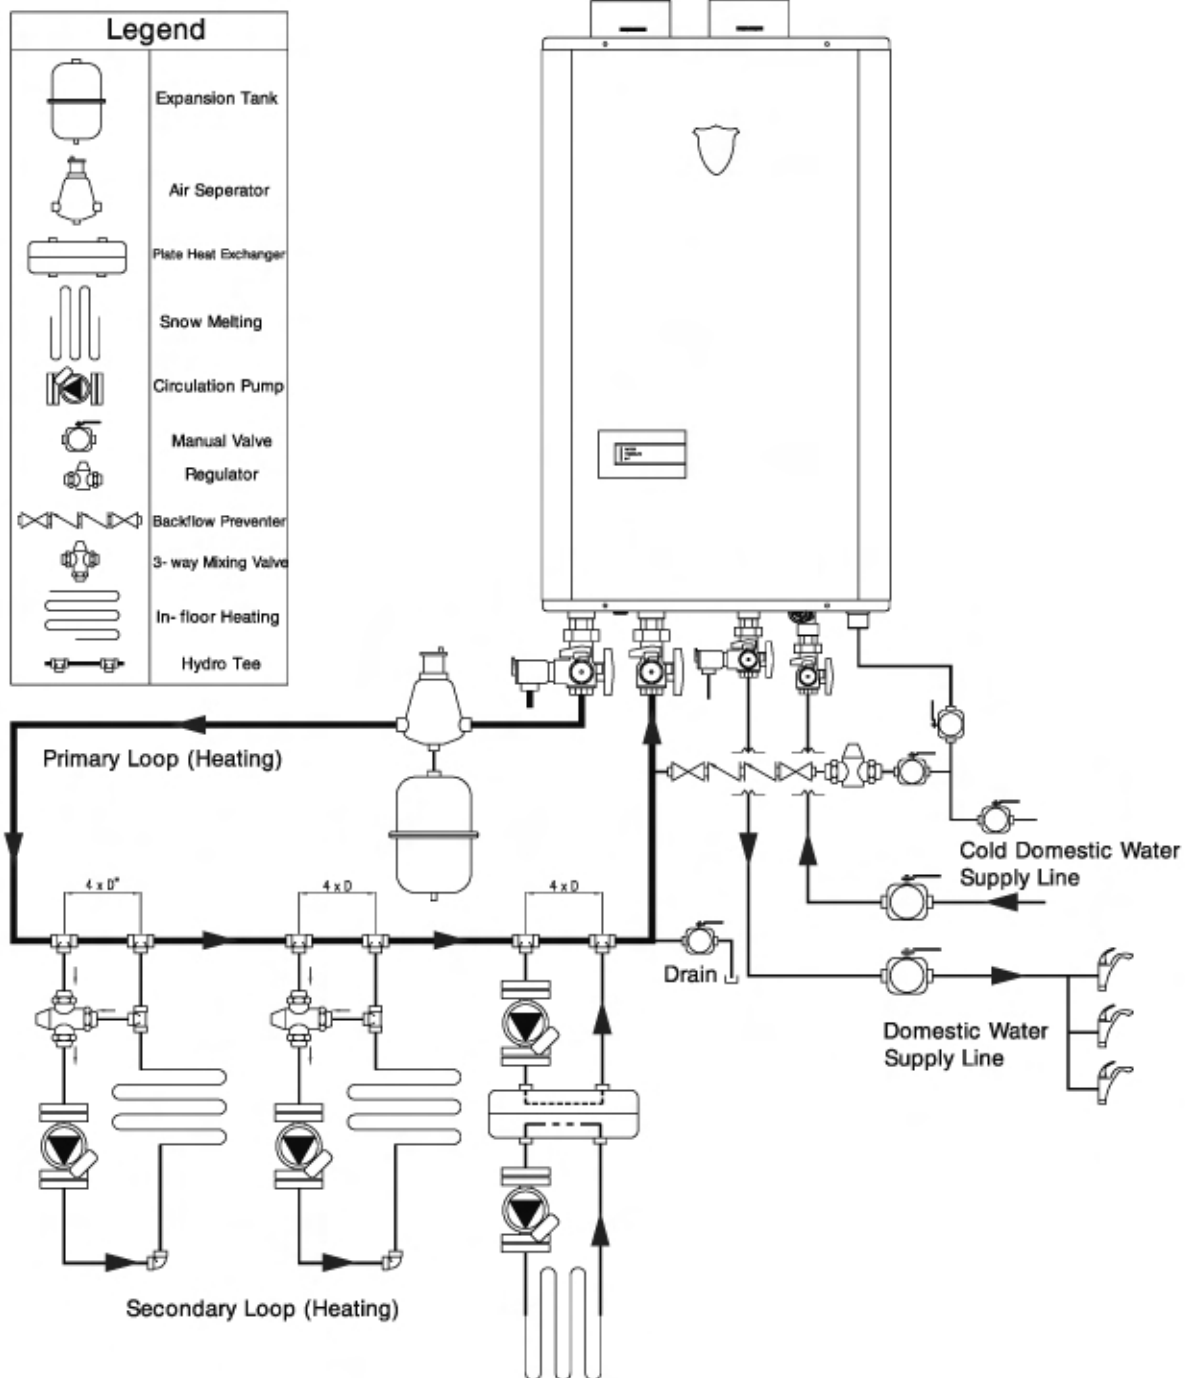 Legend
Expansion Tank
Air Seperator
Plate Heat Exchanger
Snow Melting
Circulation Pump
Manual Valve
Regulator
Backflow Preventer
3- way Mixing Valve
In- floor Heating
Hydro Tee
Primary Loop (Heating)
Cold Domestic Water
Supply Line
4 x D"
4 x D
4 x D
Drain
Domestic Water
Supply Line
Secondary Loop (Heating)